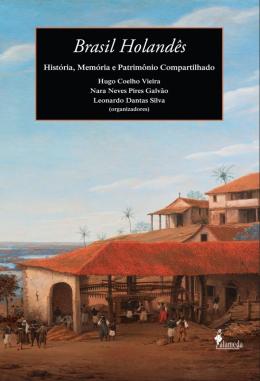 Brasil Holandês
História, Memória e Patrimônio Compartilhado
Hugo Coelho Vieira
Nara Neves Pires Galvão
Leonardo Dantas Silva
(organizadores)
alameda